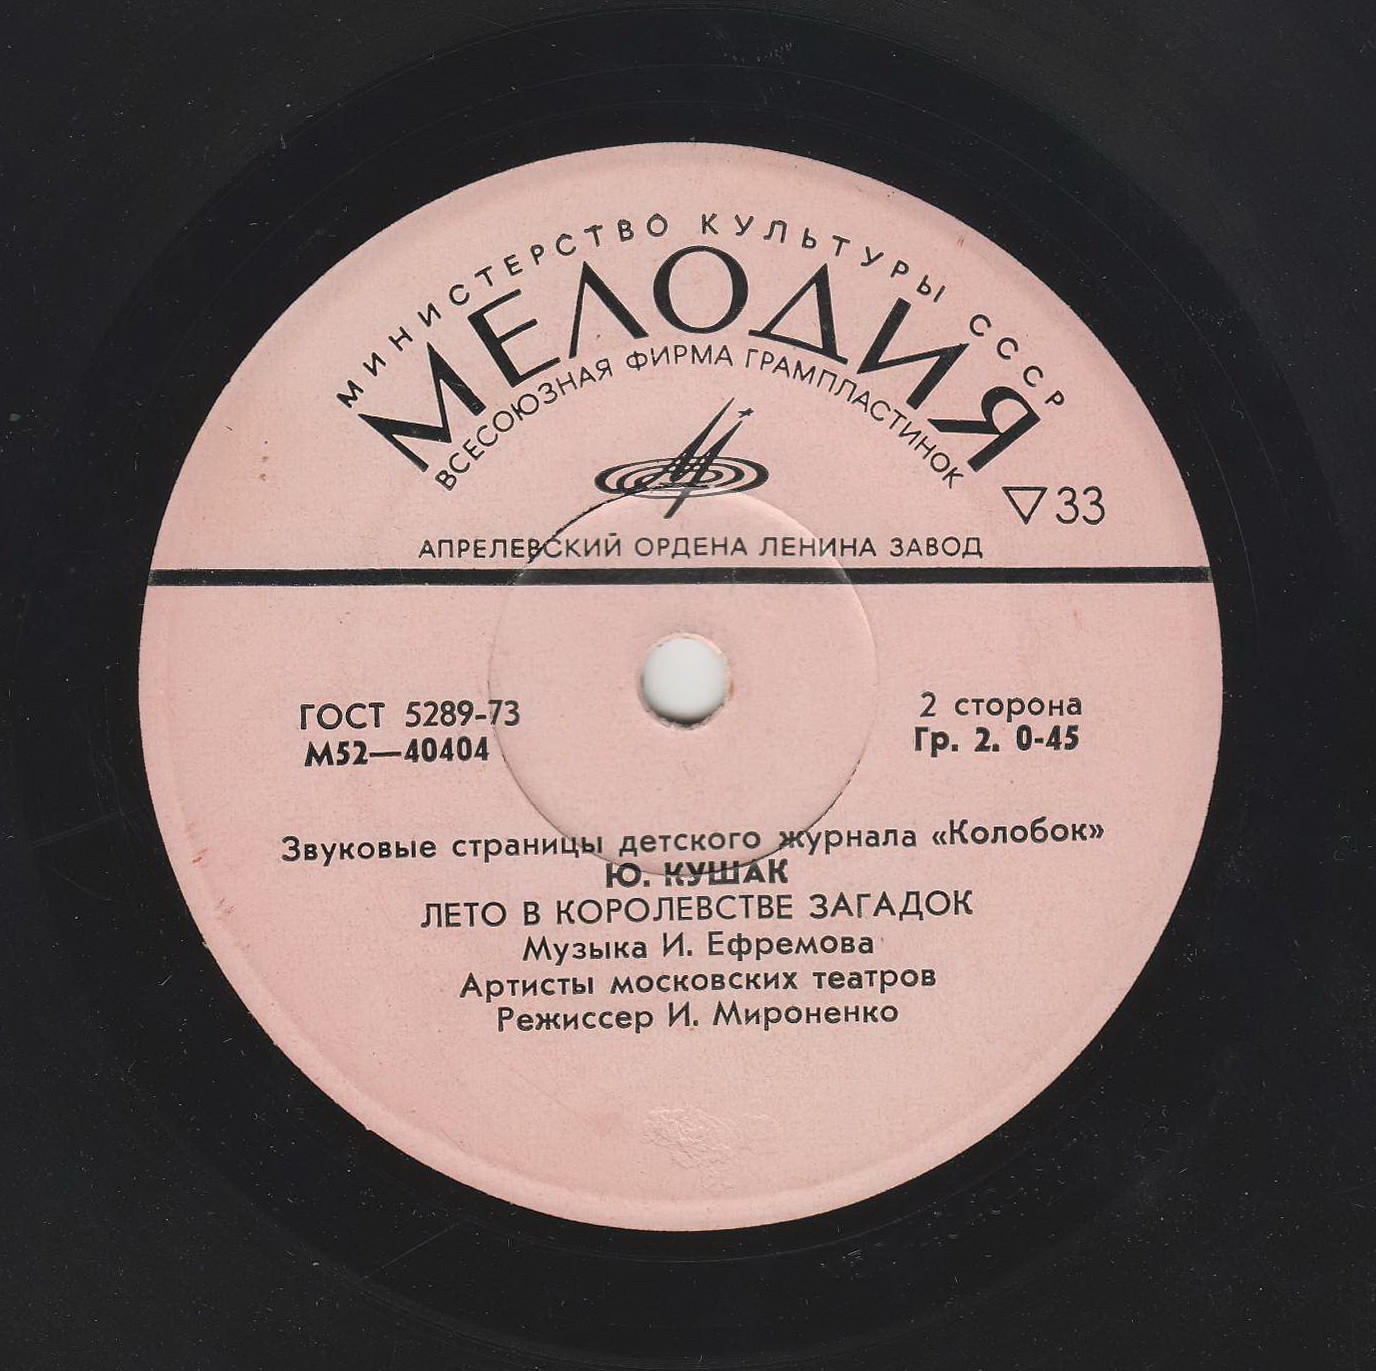 МИНИСТЕРСТВО КУЛЬТУРЫ СССР
МЕЛОДИЯ
ВСЕСОЮЗНАЯ ФИРМА ГРАМПЛАСТИНОК
▽33
АПРЕЛЕВСКИЙ ОРДЕНА ЛЕНИНА ЗАВОД
ГОСТ 5289-73
М52—40404
2 сторона
Гр. 2. 0-45
Звуковые страницы детского журнала «Колобок»
Ю. КУШАК
ЛЕТО В КОРОЛЕВСТВЕ ЗАГАДОК
Музыка И. Ефремова
Артисты московских театров
Режиссер И. Мироненко